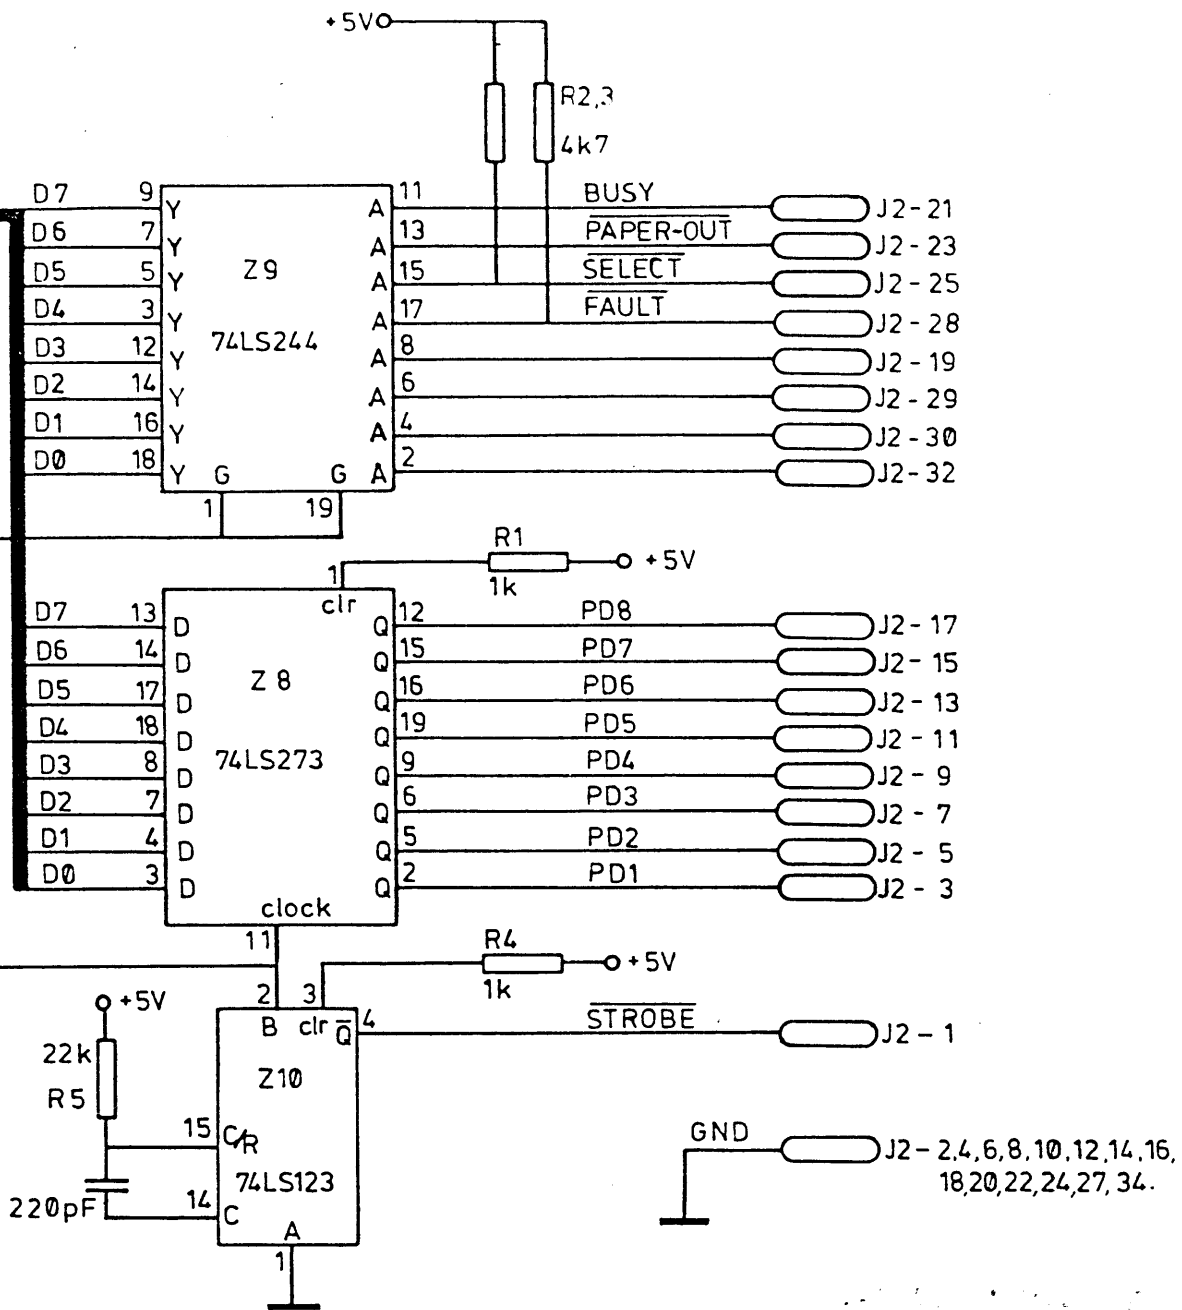 +5V
R2,3
4k7
D7 9 Y A 11 BUSY J2-21
D6 7 Y A 13 PAPER-OUT J2-23
D5 5 Y Z9 A 15 SELECT J2-25
D4 3 Y A 17 FAULT J2-28
D3 12 Y 74LS244 A 8 J2-19
D2 14 Y A 6 J2-29
D1 16 Y A 4 J2-30
D0 18 Y G G A 2 J2-32
1 19
R1
1k
+5V
1
clr
D7 13 D Q 12 PD8 J2-17
D6 14 D Q 15 PD7 J2-15
D5 17 D Z8 Q 16 PD6 J2-13
D4 18 D Q 19 PD5 J2-11
D3 8 D 74LS273 Q 9 PD4 J2-9
D2 7 D Q 6 PD3 J2-7
D1 4 D Q 5 PD2 J2-5
D0 3 D Q 2 PD1 J2-3
clock
11
R4
1k
+5V
+5V
2 3
B clr Q 4 STROBE J2-1
22k
R5
Z10
15 C/R
74LS123
220pF
14 C
A
1
GND J2-2,4,6,8,10,12,14,16,
18,20,22,24,27,34.